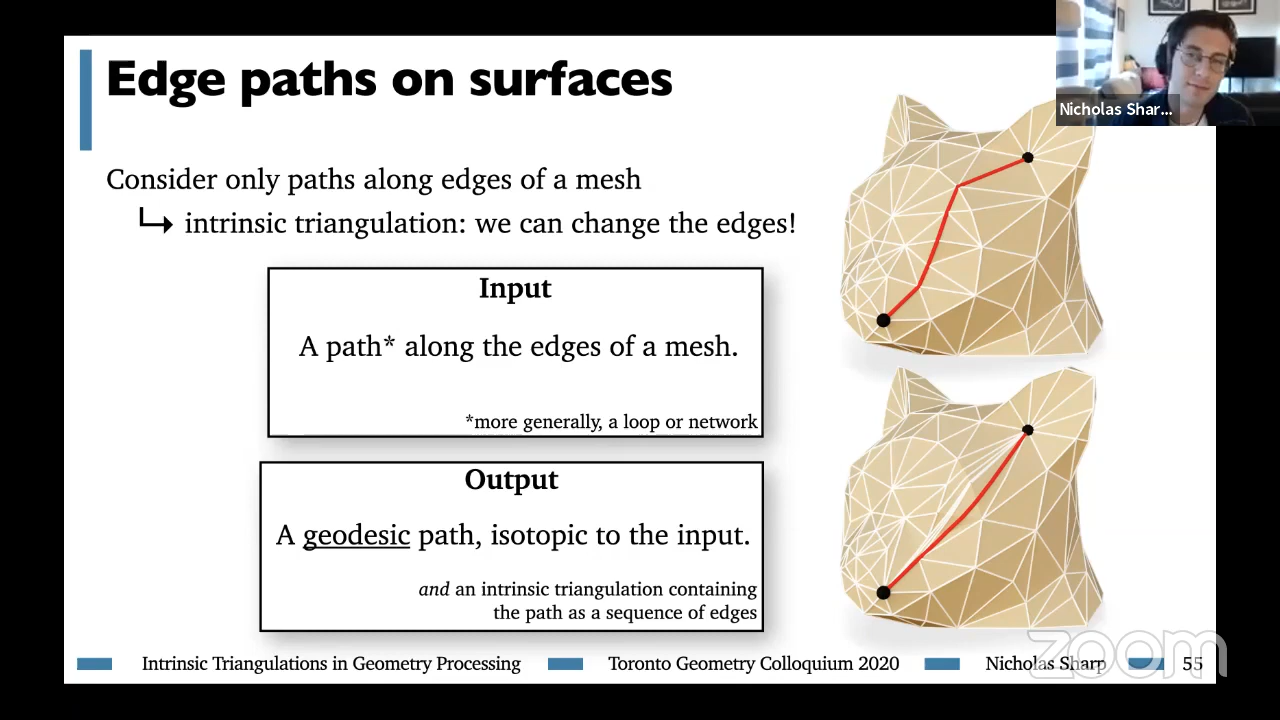 Edge paths on surfaces
Nicholas Shar...
Consider only paths along edges of a mesh
intrinsic triangulation: we can change the edges!
Input
A path* along the edges of a mesh.
*more generally, a loop or network
Output
A geodesic path, isotopic to the input.
and an intrinsic triangulation containing
the path as a sequence of edges
zoom
Intrinsic Triangulations in Geometry Processing
Toronto Geometry Colloquium 2020
Nicholas Sharp
55